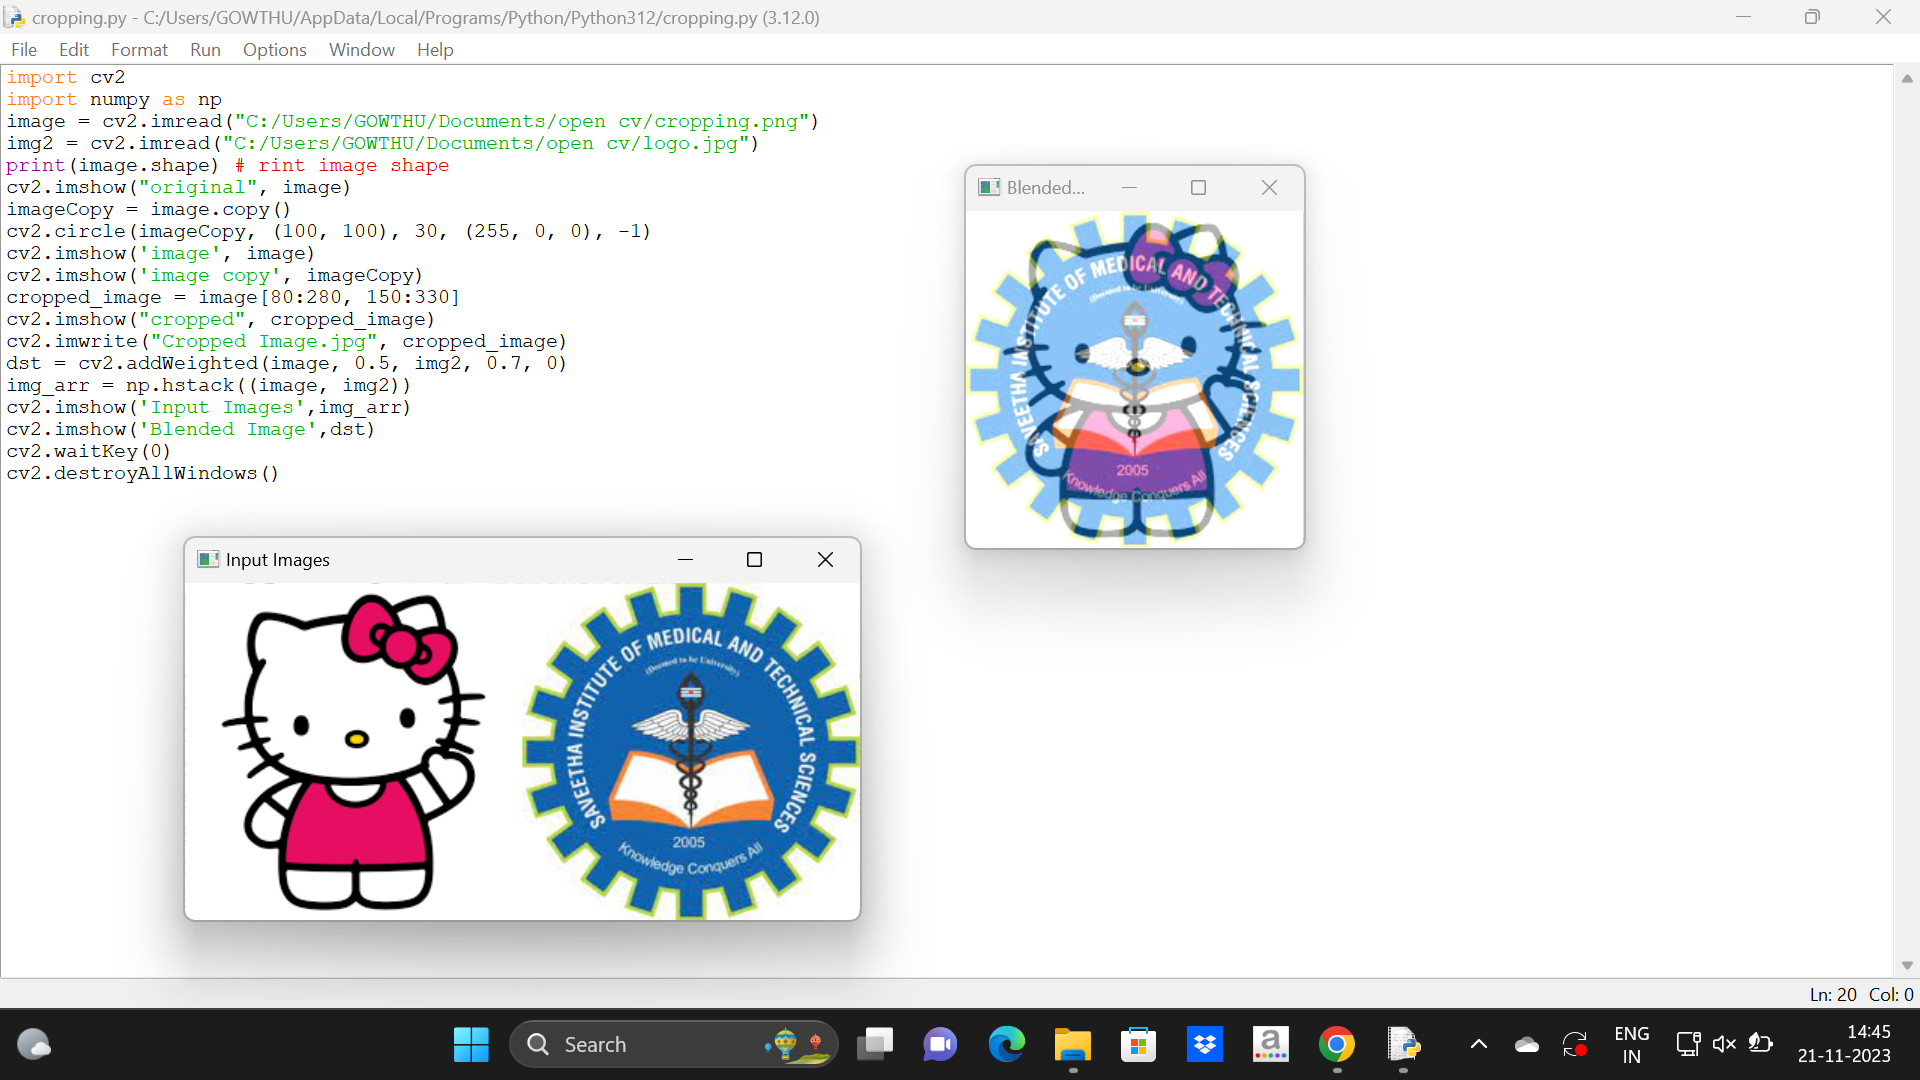 cropping.py - C:/Users/GOWTHU/AppData/Local/Programs/Python/Python312/cropping.py (3.12.0)
File Edit Format Run Options Window Help
import cv2
import numpy as np
image = cv2.imread("C:/Users/GOWTHU/Documents/open cv/cropping.png")
img2 = cv2.imread("C:/Users/GOWTHU/Documents/open cv/logo.jpg")
print(image.shape) # rint image shape
cv2.imshow("original", image)
imageCopy = image.copy()
cv2.circle(imageCopy, (100, 100), 30, (255, 0, 0), -1)
cv2.imshow('image', image)
cv2.imshow('image copy', imageCopy)
cropped_image = image[80:280, 150:330]
cv2.imshow("cropped", cropped_image)
cv2.imwrite("Cropped Image.jpg", cropped_image)
dst = cv2.addWeighted(image, 0.5, img2, 0.7, 0)
img_arr = np.hstack((image, img2))
cv2.imshow('Input Images',img_arr)
cv2.imshow('Blended Image',dst)
cv2.waitKey(0)
cv2.destroyAllWindows()
Blended...
SAVEETHA INSTITUTE OF MEDICAL AND TECHNICAL SCIENCES
(Deemed to be University)
2005
Knowledge Conquers All
Input Images
SAVEETHA INSTITUTE OF MEDICAL AND TECHNICAL SCIENCES
(Deemed to be University)
2005
Knowledge Conquers All
Ln: 20 Col: 0
Search
a
ENG
IN
14:45
21-11-2023